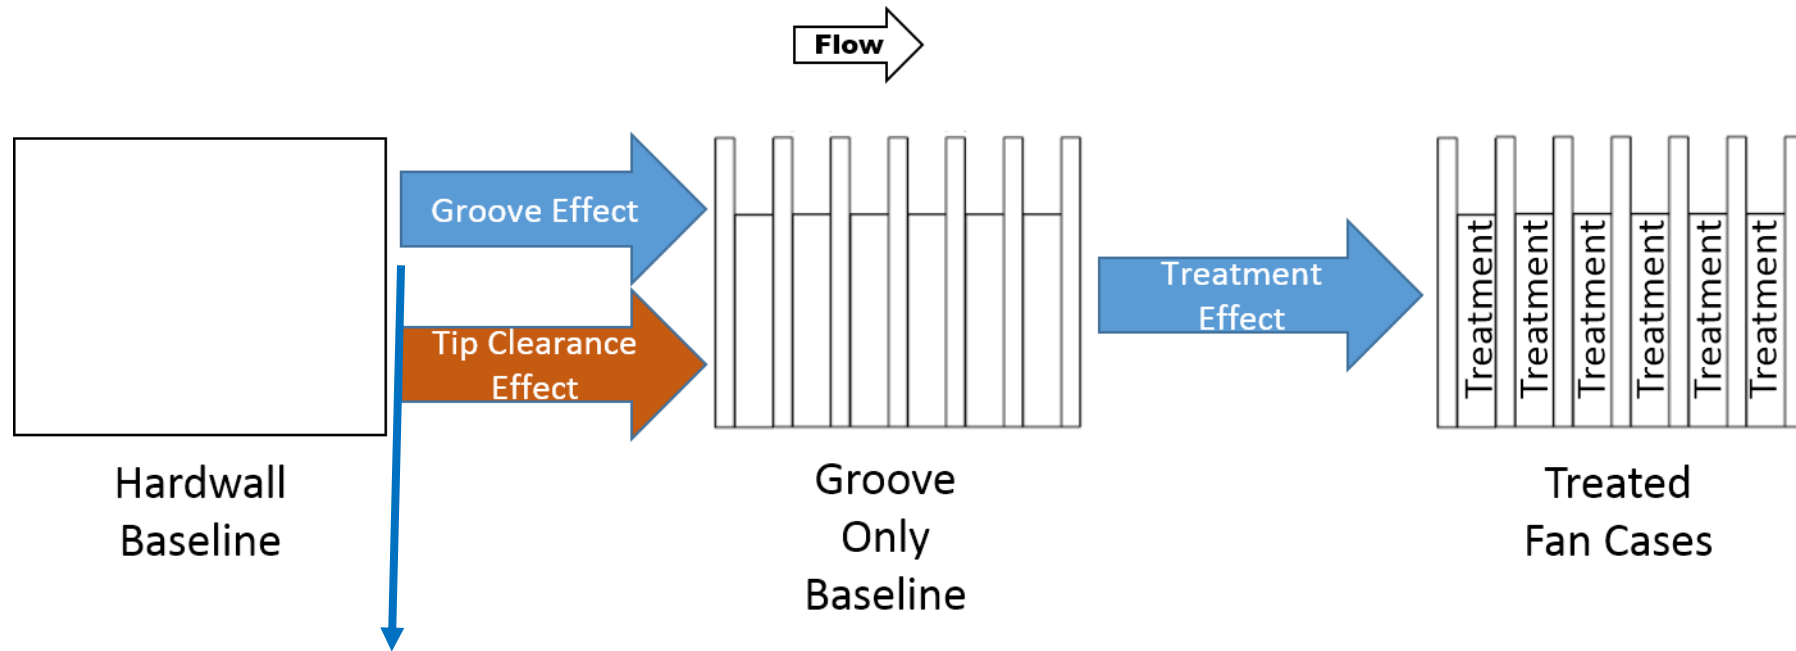 Flow
Groove Effect
Tip Clearance
Effect
Treatment
Effect
Treatment
Treatment
Treatment
Treatment
Treatment
Treatment
Hardwall
Baseline
Groove
Only
Baseline
Treated
Fan Cases